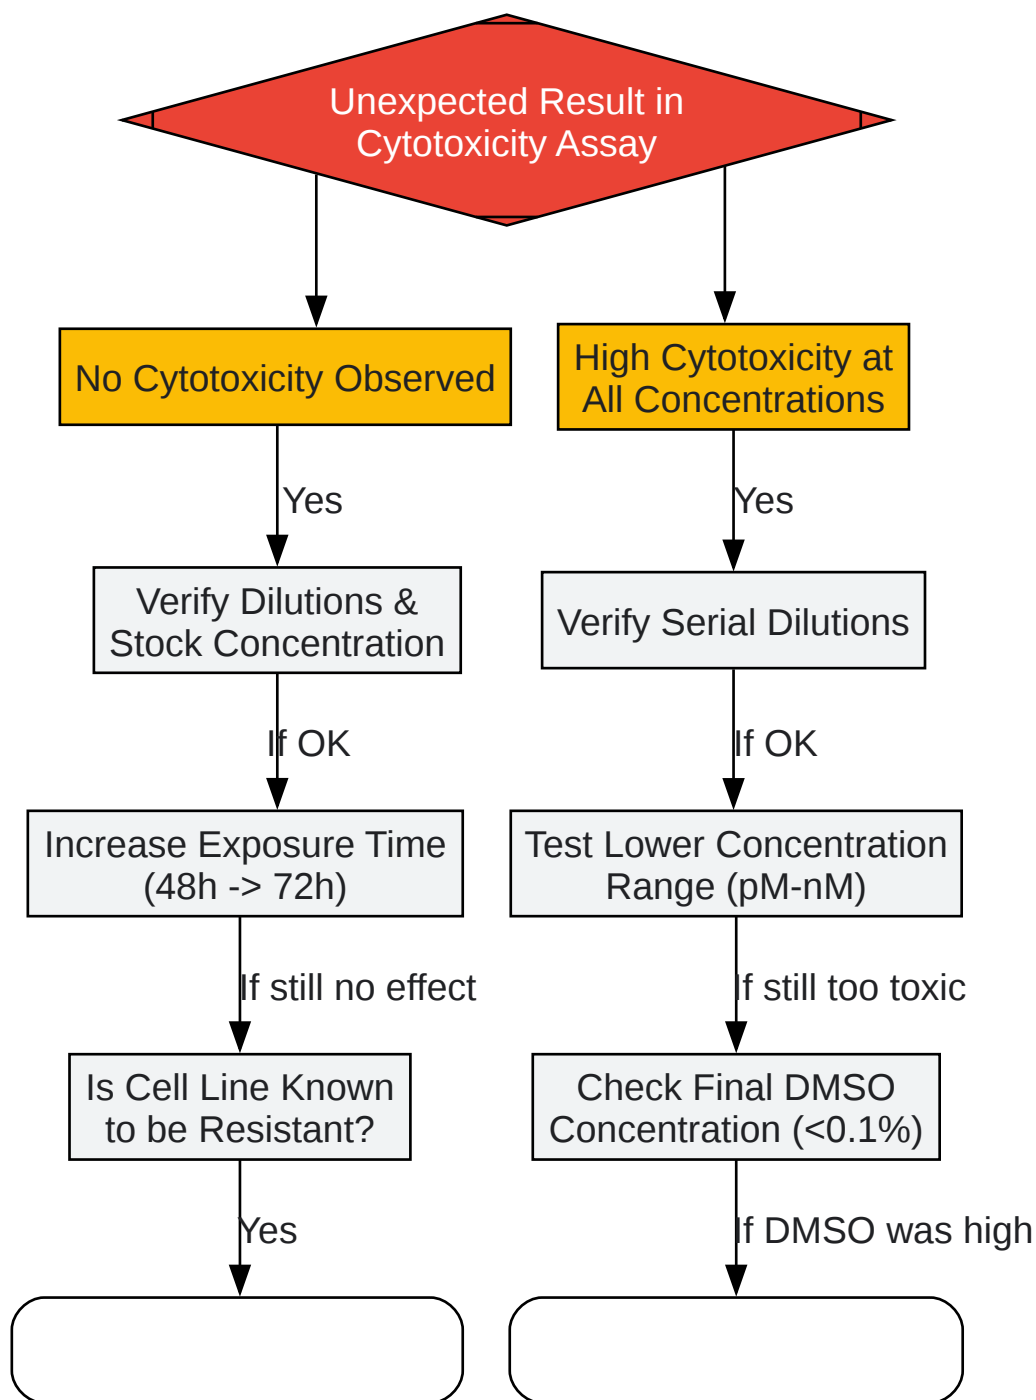 Unexpected Result in
Cytotoxicity Assay
No Cytotoxicity Observed
High Cytotoxicity at
All Concentrations
Yes
Yes
Verify Dilutions &
Stock Concentration
Verify Serial Dilutions
If OK
If OK
Increase Exposure Time
(48h -> 72h)
Test Lower Concentration
Range (pM-nM)
If still no effect
If still too toxic
Is Cell Line Known
to be Resistant?
Check Final DMSO
Concentration (<0.1%)
Yes
If DMSO was high